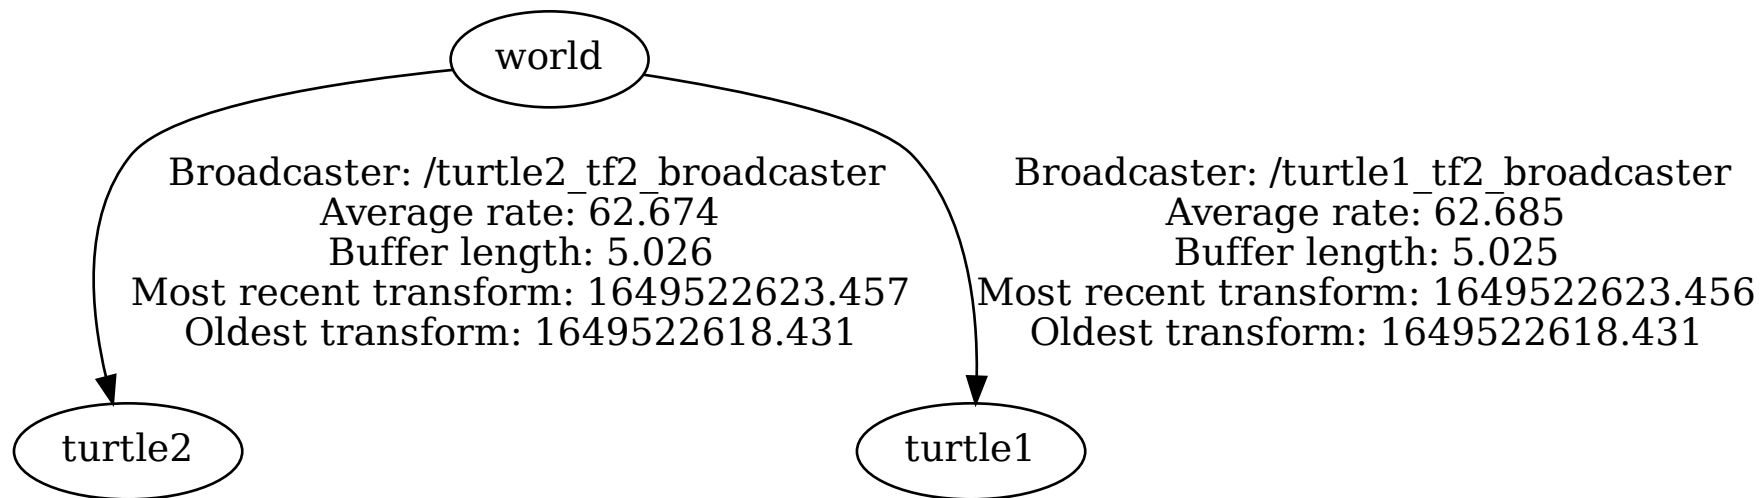 world
Broadcaster: /turtle2_tf2_broadcaster
Average rate: 62.674
Buffer length: 5.026
Most recent transform: 1649522623.457
Oldest transform: 1649522618.431
Broadcaster: /turtle1_tf2_broadcaster
Average rate: 62.685
Buffer length: 5.025
Most recent transform: 1649522623.456
Oldest transform: 1649522618.431
turtle2
turtle1